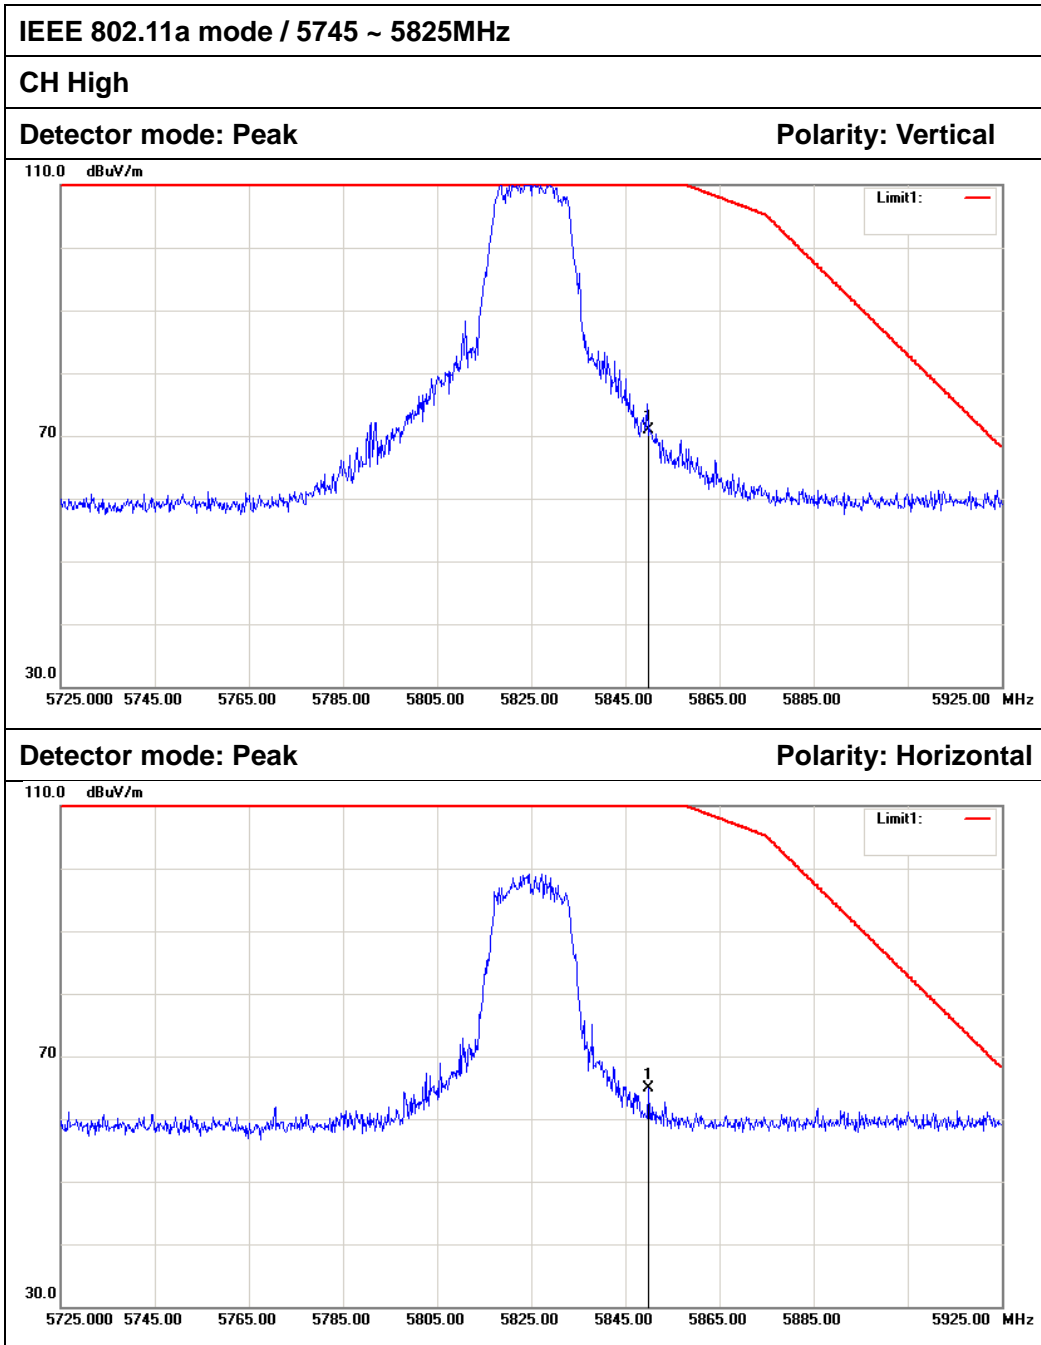 IEEE 802.11a mode / 5745 ~ 5825MHz
CH High
Detector mode: Peak Polarity: Vertical
110.0 dBuV/m
Limit1:
1
70
30.0
5725.000 5745.00 5765.00 5785.00 5805.00 5825.00 5845.00 5865.00 5885.00 5925.00 MHz
Detector mode: Peak Polarity: Horizontal
110.0 dBuV/m
Limit1:
70
1
30.0
5725.000 5745.00 5765.00 5785.00 5805.00 5825.00 5845.00 5865.00 5885.00 5925.00 MHz